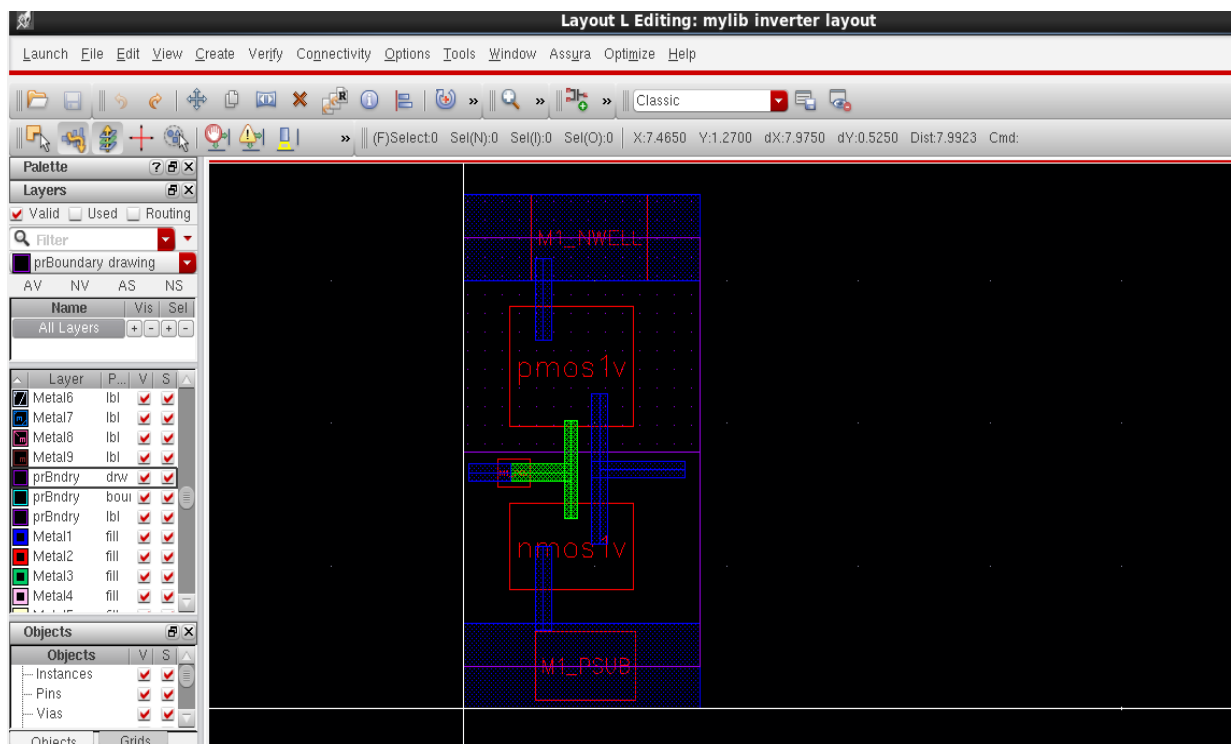 Layout L Editing: mylib inverter layout
Launch File Edit View Create Verify Connectivity Options Tools Window Assura Optimize Help
R Classic
(F)Select:0 Sel(N):0 Sel(I):0 Sel(O):0 X:7.4650 Y:1.2700 dX:7.9750 dY:0.5250 Dist:7.9923 Cmd:
Palette
Layers
Valid Used Routing
Filter
prBoundary drawing
AV NV AS NS
Name Vis Sel
All Layers + - + -
Layer P... V S
Metal6 lbl
Metal7 lbl
Metal8 lbl
Metal9 lbl
prBndry drw
prBndry bour
prBndry lbl
Metal1 fill
Metal2 fill
Metal3 fill
Metal4 fill
Objects
Objects V S
Instances
Pins
Vias
Objects Grids
M1_NWELL
pmos1v
nmos1v
M1_PSUB